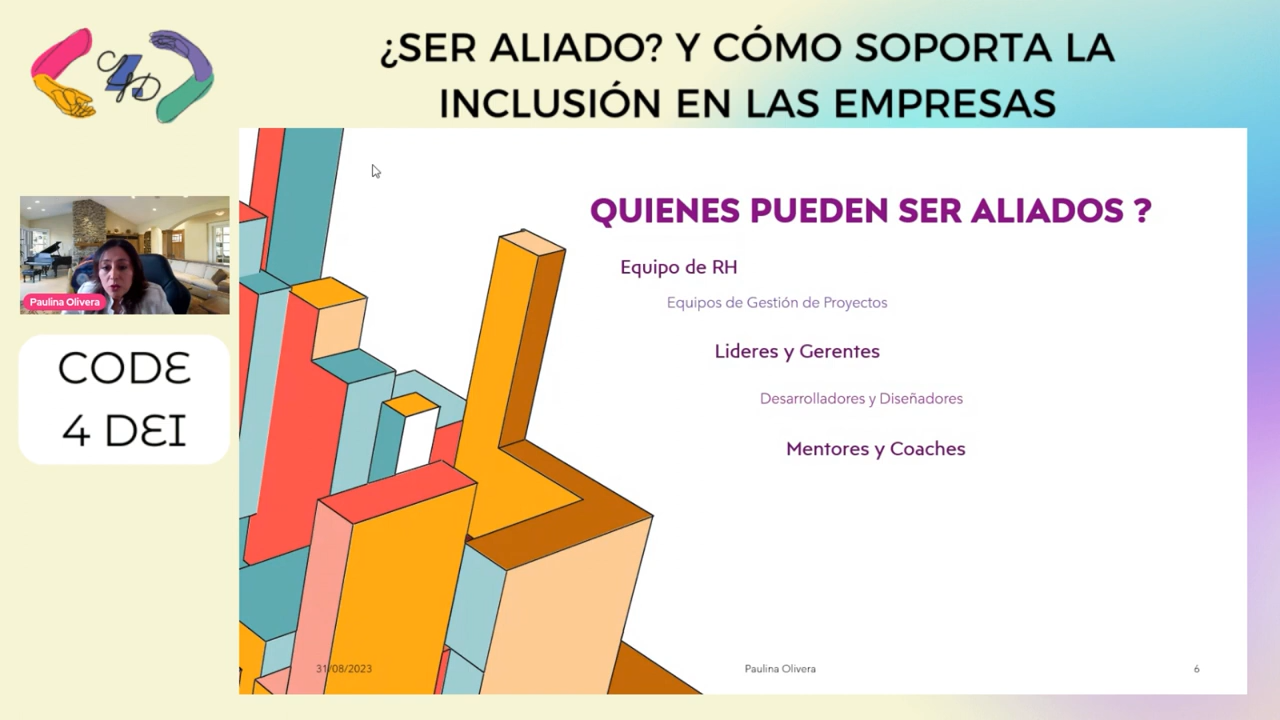 ¿SER ALIADO? Y CÓMO SOPORTA LA
INCLUSIÓN EN LAS EMPRESAS
Paulina Olivera
CODE
4 DEI
QUIENES PUEDEN SER ALIADOS ?
Equipo de RH
Equipos de Gestión de Proyectos
Lideres y Gerentes
Desarrolladores y Diseñadores
Mentores y Coaches
31/08/2023
Paulina Olivera
6